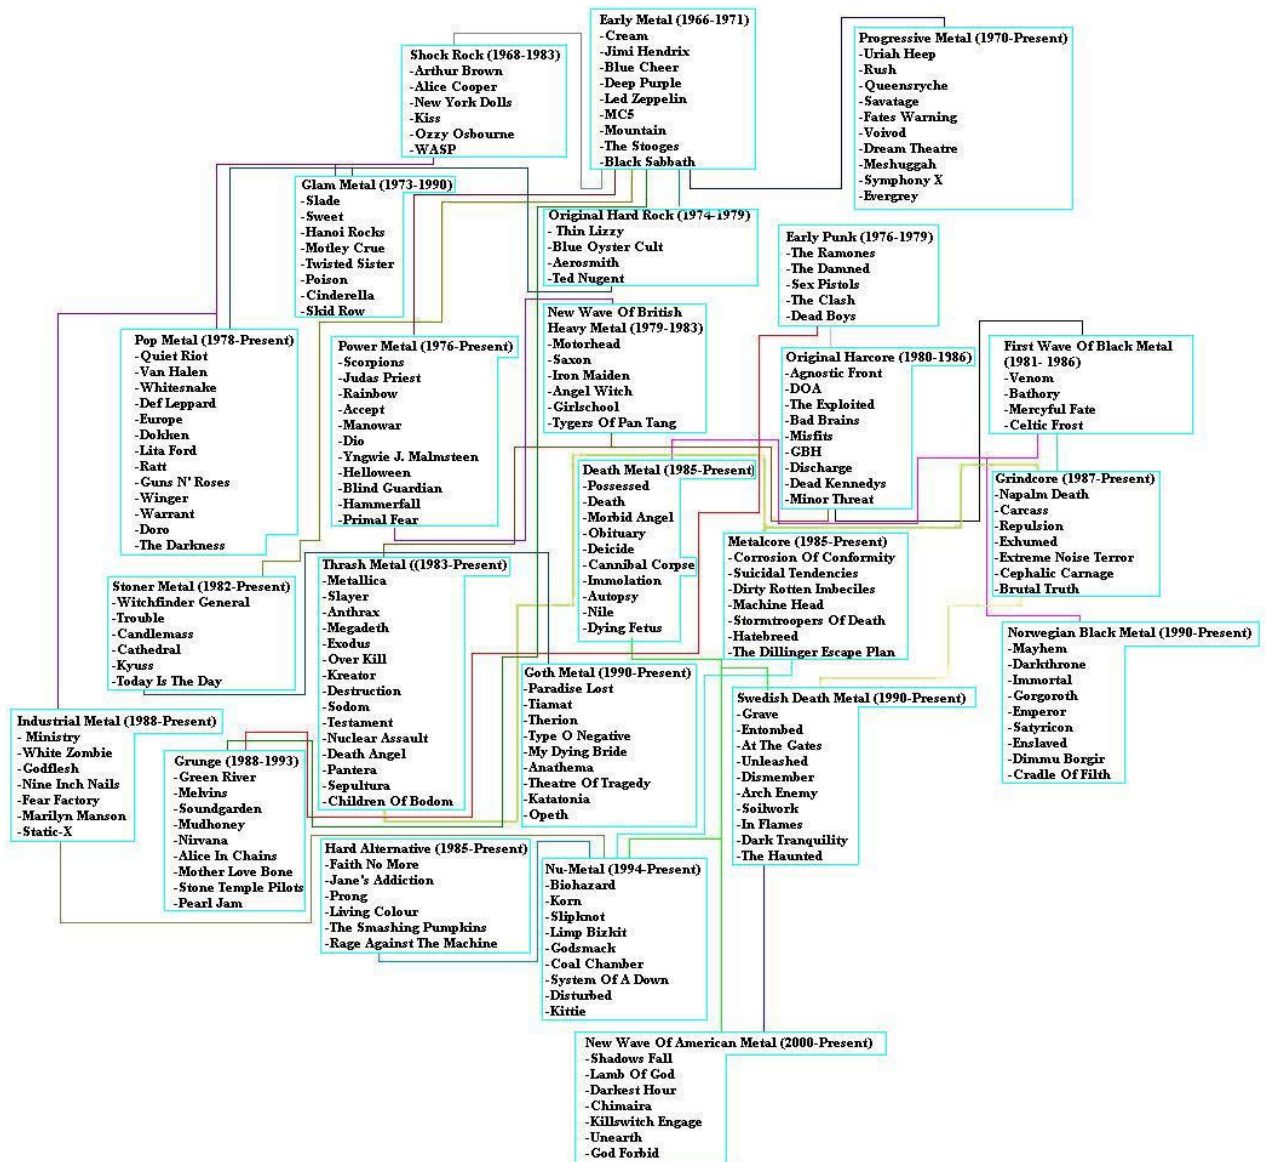 Early Metal (1966-1971)
-Cream
-Jimi Hendrix
-Blue Cheer
-Deep Purple
-Led Zeppelin
-MC5
-Mountain
-The Stooges
-Black Sabbath
Progressive Metal (1970-Present)
-Uriah Heep
-Rush
-Queensryche
-Savatage
-Fates Warning
-Voivod
-Dream Theatre
-Meshuggah
-Symphony X
-Evergrey
Shock Rock (1968-1983)
-Arthur Brown
-Alice Cooper
-New York Dolls
-Kiss
-Ozzy Osbourne
-WASP
Glam Metal (1973-1990)
-Slade
-Sweet
-Hanoi Rocks
-Motley Crue
-Twisted Sister
-Poison
-Cinderella
-Skid Row
Original Hard Rock (1974-1979)
- Thin Lizzy
-Blue Oyster Cult
-Aerosmith
-Ted Nugent
Early Punk (1976-1979)
-The Ramones
-The Damned
-Sex Pistols
-The Clash
-Dead Boys
Pop Metal (1978-Present)
-Quiet Riot
-Van Halen
-Whitesnake
-Def Leppard
-Europe
-Dokken
-Lita Ford
-Ratt
-Guns N' Roses
-Winger
-Warrant
-Doro
-The Darkness
Power Metal (1976-Present)
-Scorpions
-Judas Priest
-Rainbow
-Accept
-Manowar
-Dio
-Yngwie J. Malmsteen
-Helloween
-Blind Guardian
-Hammerfall
-Primal Fear
New Wave Of British
Heavy Metal (1979-1983)
-Motorhead
-Saxon
-Iron Maiden
-Angel Witch
-Girlschool
-Tygers Of Pan Tang
Original Harcore (1980-1986)
-Agnostic Front
-DOA
-The Exploited
-Bad Brains
-Misfits
-GBH
-Discharge
-Dead Kennedys
-Minor Threat
First Wave Of Black Metal
(1981- 1986)
-Venom
-Bathory
-Mercyful Fate
-Celtic Frost
Death Metal (1985-Present)
-Possessed
-Death
-Morbid Angel
-Obituary
-Deicide
-Cannibal Corpse
-Immolation
-Autopsy
-Nile
-Dying Fetus
Grindcore (1987-Present)
-Napalm Death
-Carcass
-Repulsion
-Exhumed
-Extreme Noise Terror
-Cephalic Carnage
-Brutal Truth
Metalcore (1985-Present)
-Corrosion Of Conformity
-Suicidal Tendencies
-Dirty Rotten Imbeciles
-Machine Head
-Stormtroopers Of Death
-Hatebreed
-The Dillinger Escape Plan
Stoner Metal (1982-Present)
-Witchfinder General
-Trouble
-Candlemass
-Cathedral
-Kyuss
-Today Is The Day
Thrash Metal ((1983-Present)
-Metallica
-Slayer
-Anthrax
-Megadeth
-Exodus
-Over Kill
-Kreator
-Destruction
-Sodom
-Testament
-Nuclear Assault
-Death Angel
-Pantera
-Sepultura
-Children Of Bodom
Norwegian Black Metal (1990-Present)
-Mayhem
-Darkthrone
-Immortal
-Gorgoroth
-Emperor
-Satyricon
-Enslaved
-Dimmu Borgir
-Cradle Of Filth
Goth Metal (1990-Present)
-Paradise Lost
-Tiamat
-Therion
-Type O Negative
-My Dying Bride
-Anathema
-Theatre Of Tragedy
-Katatonia
-Opeth
Swedish Death Metal (1990-Present)
-Grave
-Entombed
-At The Gates
-Unleashed
-Dismember
-Arch Enemy
-Soilwork
-In Flames
-Dark Tranquility
-The Haunted
Industrial Metal (1988-Present)
- Ministry
-White Zombie
-Godflesh
-Nine Inch Nails
-Fear Factory
-Marilyn Manson
-Static-X
Grunge (1988-1993)
-Green River
-Melvins
-Soundgarden
-Mudhoney
-Nirvana
-Alice In Chains
-Mother Love Bone
-Stone Temple Pilots
-Pearl Jam
Hard Alternative (1985-Present)
-Faith No More
-Jane's Addiction
-Prong
-Living Colour
-The Smashing Pumpkins
-Rage Against The Machine
Nu-Metal (1994-Present)
-Biohazard
-Korn
-Slipknot
-Limp Bizkit
-Godsmack
-Coal Chamber
-System Of A Down
-Disturbed
-Kittie
New Wave Of American Metal (2000-Present)
-Shadows Fall
-Lamb Of God
-Darkest Hour
-Chimaira
-Killswitch Engage
-Unearth
-God Forbid